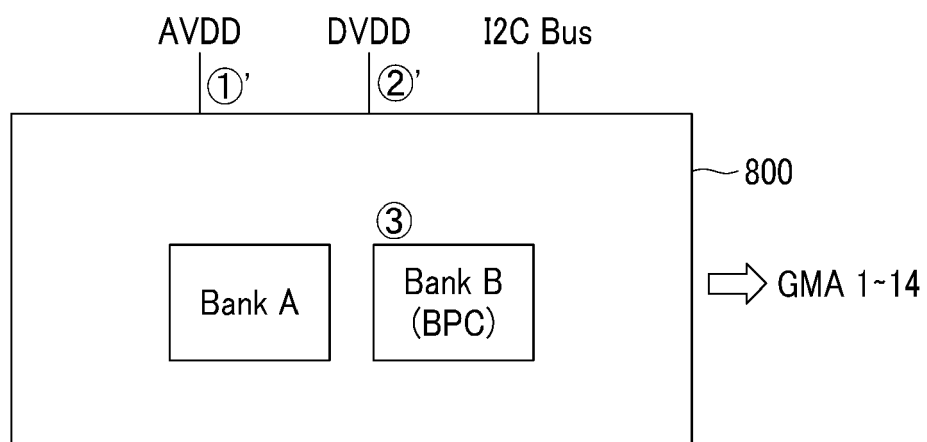 AVDD DVDD I2C Bus
①' ②'
800
③
Bank A
Bank B
(BPC)
GMA 1~14